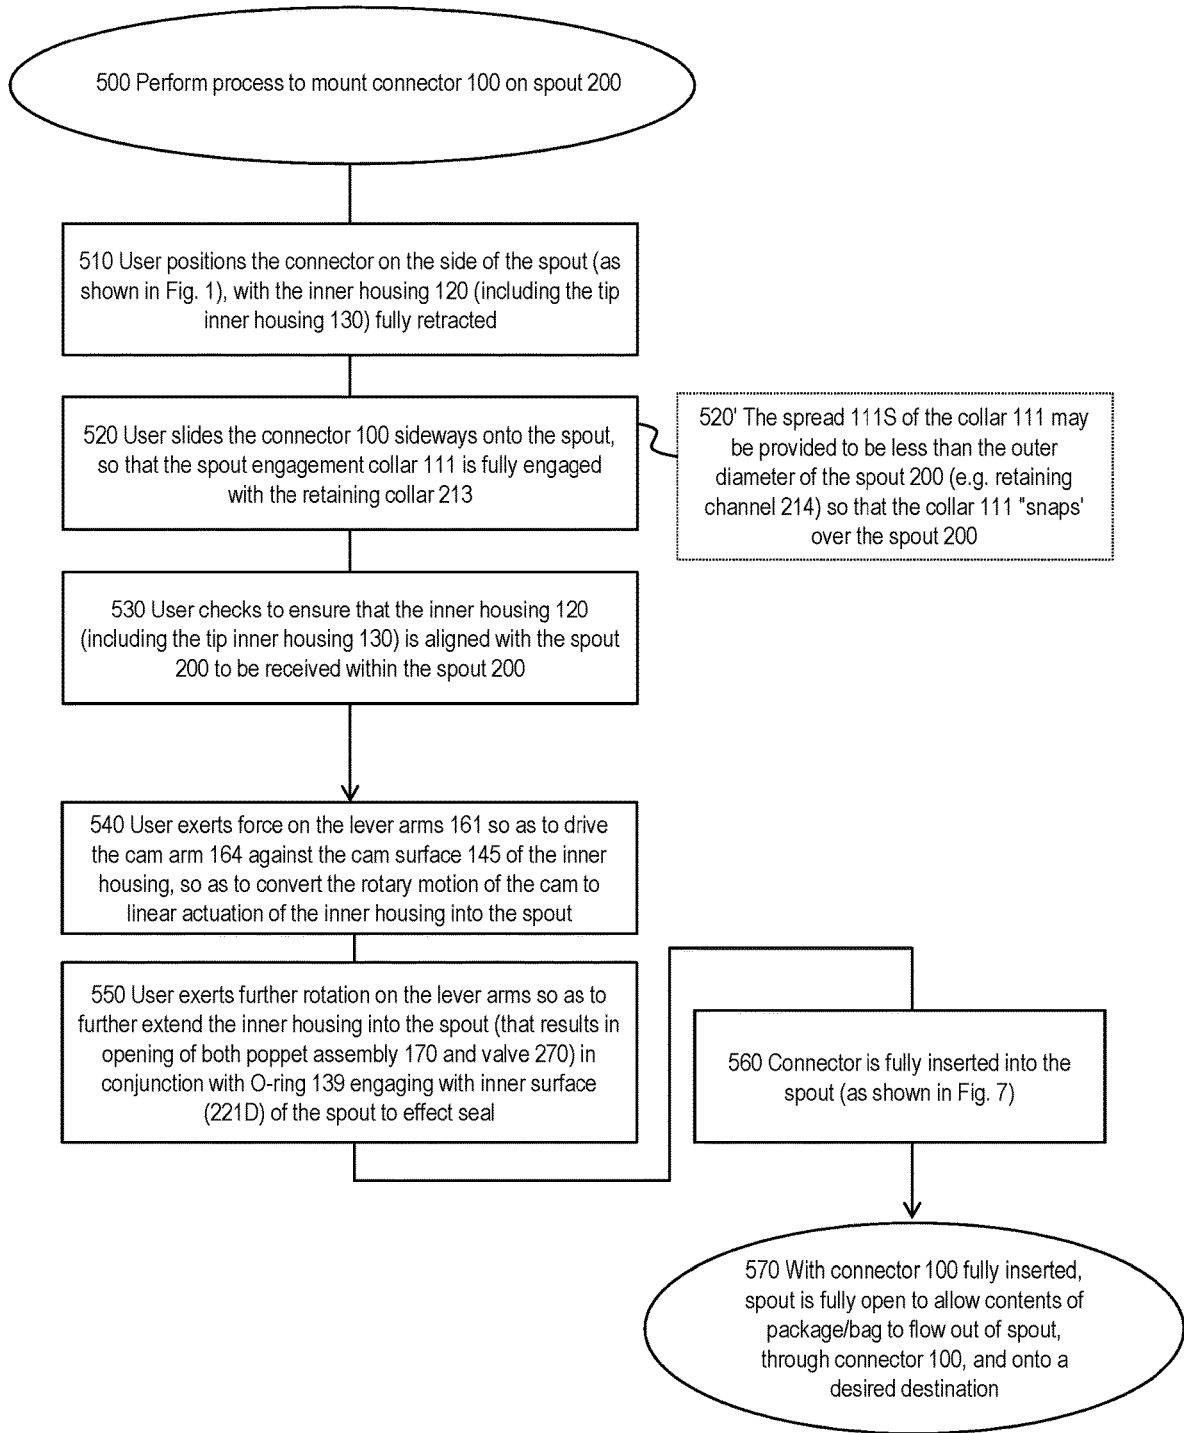 500 Perform process to mount connector 100 on spout 200
510 User positions the connector on the side of the spout (as
shown in Fig. 1), with the inner housing 120 (including the tip
inner housing 130) fully retracted
520 User slides the connector 100 sideways onto the spout,
so that the spout engagement collar 111 is fully engaged
with the retaining collar 213
520' The spread 111S of the collar 111 may
be provided to be less than the outer
diameter of the spout 200 (e.g. retaining
channel 214) so that the collar 111 "snaps'
over the spout 200
530 User checks to ensure that the inner housing 120
(including the tip inner housing 130) is aligned with the spout
200 to be received within the spout 200
540 User exerts force on the lever arms 161 so as to drive
the cam arm 164 against the cam surface 145 of the inner
housing, so as to convert the rotary motion of the cam to
linear actuation of the inner housing into the spout
550 User exerts further rotation on the lever arms so as to
further extend the inner housing into the spout (that results in
opening of both poppet assembly 170 and valve 270) in
conjunction with O-ring 139 engaging with inner surface
(221D) of the spout to effect seal
560 Connector is fully inserted into the
spout (as shown in Fig. 7)
570 With connector 100 fully inserted,
spout is fully open to allow contents of
package/bag to flow out of spout,
through connector 100, and onto a
desired destination